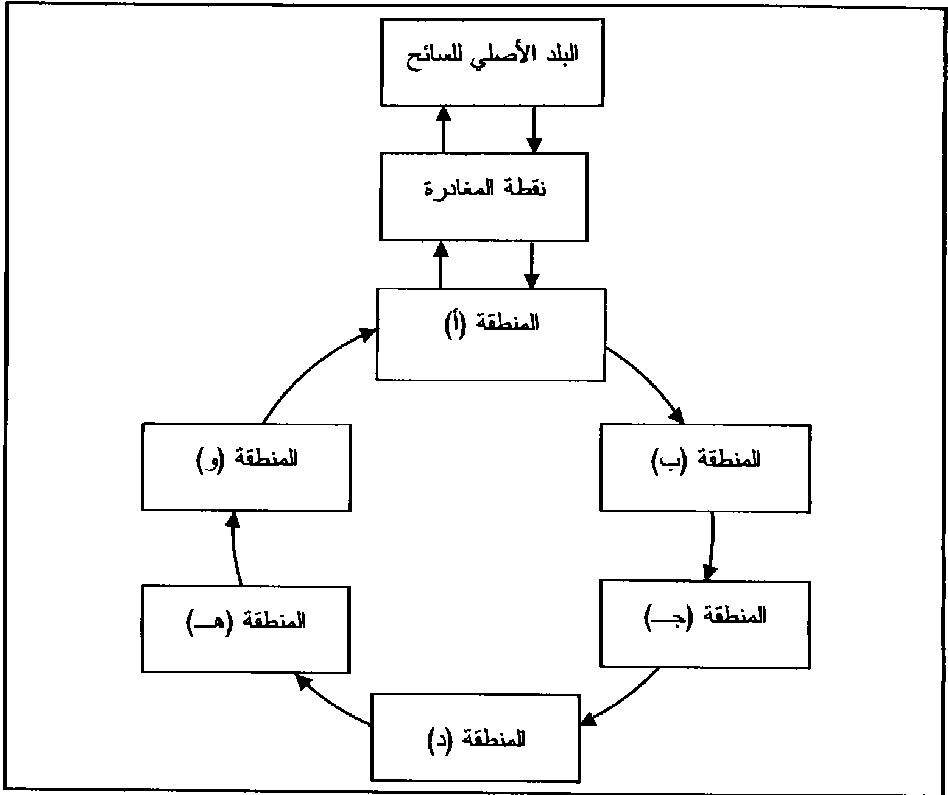 البلد الأصلي للسائح
نقطة المغادرة
المنطقة (أ)
المنطقة (ب)
المنطقة (و)
المنطقة (جـ)
المنطقة (هـ)
المنطقة (د)